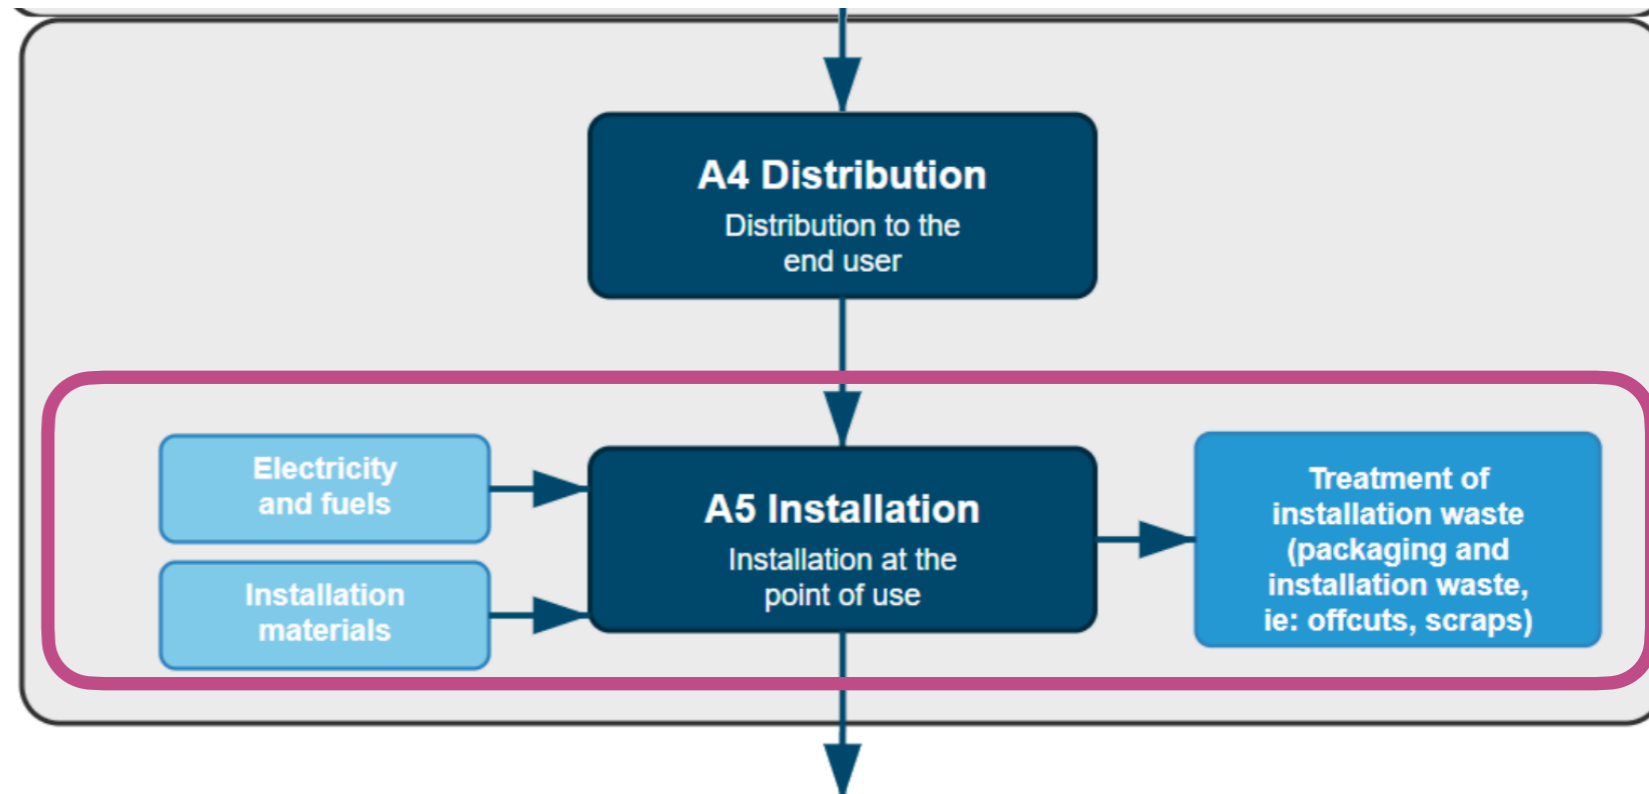 A4 Distribution
Distribution to the
end user
Electricity
and fuels
Installation
materials
A5 Installation
Installation at the
point of use
Treatment of
installation waste
(packaging and
installation waste,
ie: offcuts, scraps)